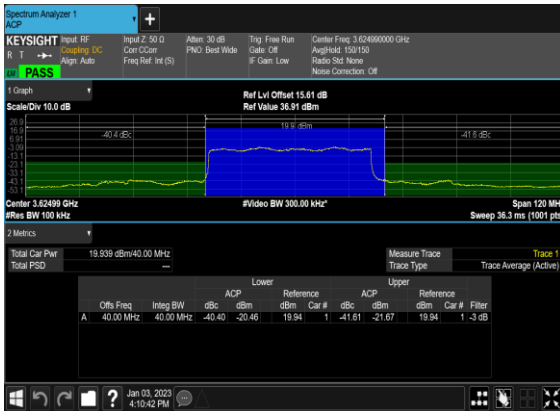 Spectrum Analyzer 1
ACP
+
KEYSIGHT Input: RF Input Z: 50 Ω Atten: 30 dB Trig: Free Run Center Freq: 3.624990000 GHz
R T Coupling: DC Corr CCorr PNO: Best Wide Gate: Off Avg|Hold: 150/150
Align: Auto Freq Ref: Int (S) IF Gain: Low Radio Std: None
PASS Noise Correction: Off
1 Graph
Ref Lvl Offset 15.61 dB
Scale/Div 10.0 dB Ref Value 36.91 dBm
26.9
16.9 19.9 dBm
6.91 -40.4 dBc -41.6 dBc
-3.09
-13.1
-23.1
-33.1
-43.1
-53.1
Center 3.62499 GHz #Video BW 300.00 kHz* Span 120 MH
#Res BW 100 kHz Sweep 36.3 ms (1001 pts
2 Metrics
Total Car Pwr 19.939 dBm/40.00 MHz Measure Trace Trace 1
Total PSD --- Trace Type Trace Average (Active)
Lower Upper
ACP Reference ACP Reference
Offs Freq Integ BW dBc dBm dBm Car # dBc dBm dBm Car # Filter
A 40.00 MHz 40.00 MHz -40.40 -20.46 19.94 1 -41.61 -21.67 19.94 1 -3 dB
?
Jan 03, 2023
4:10:42 PM